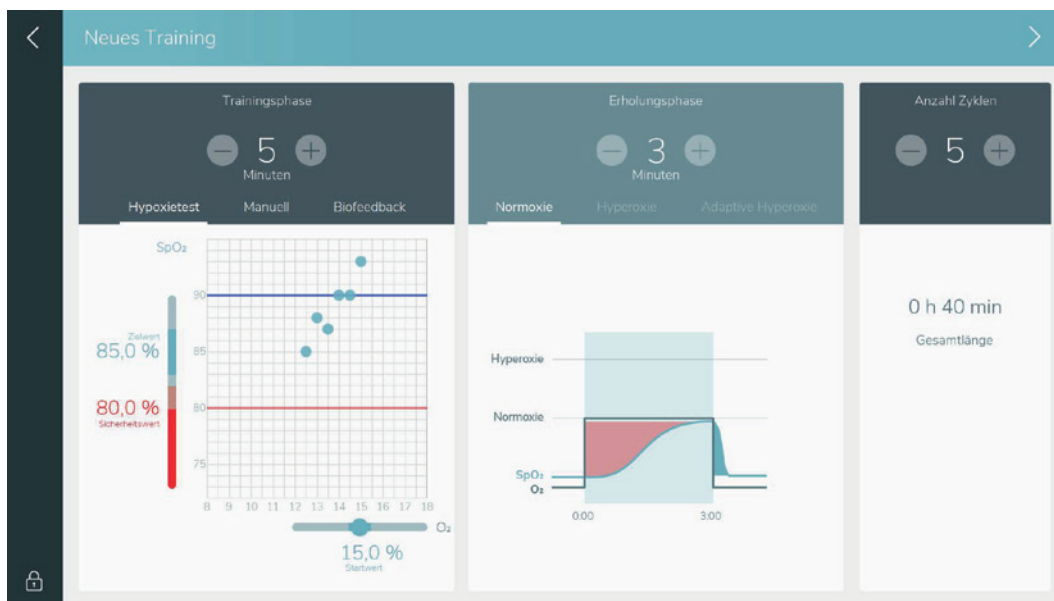 Neues Training
Trainingsphase
5
Minuten
Hypoxietest Manuell Biofeedback
SpO₂
90
85
80
75
Zielwert
85,0 %
80,0 %
Sicherheitswert
8 9 10 11 12 13 14 15 16 17 18
O₂
15,0 %
Startwert
Erholungsphase
3
Minuten
Normoxie Hyperoxie Adaptive Hyperoxie
Hyperoxie
Normoxie
SpO₂
O₂
0:00 3:00
Anzahl Zyklen
5
0 h 40 min
Gesamtlänge